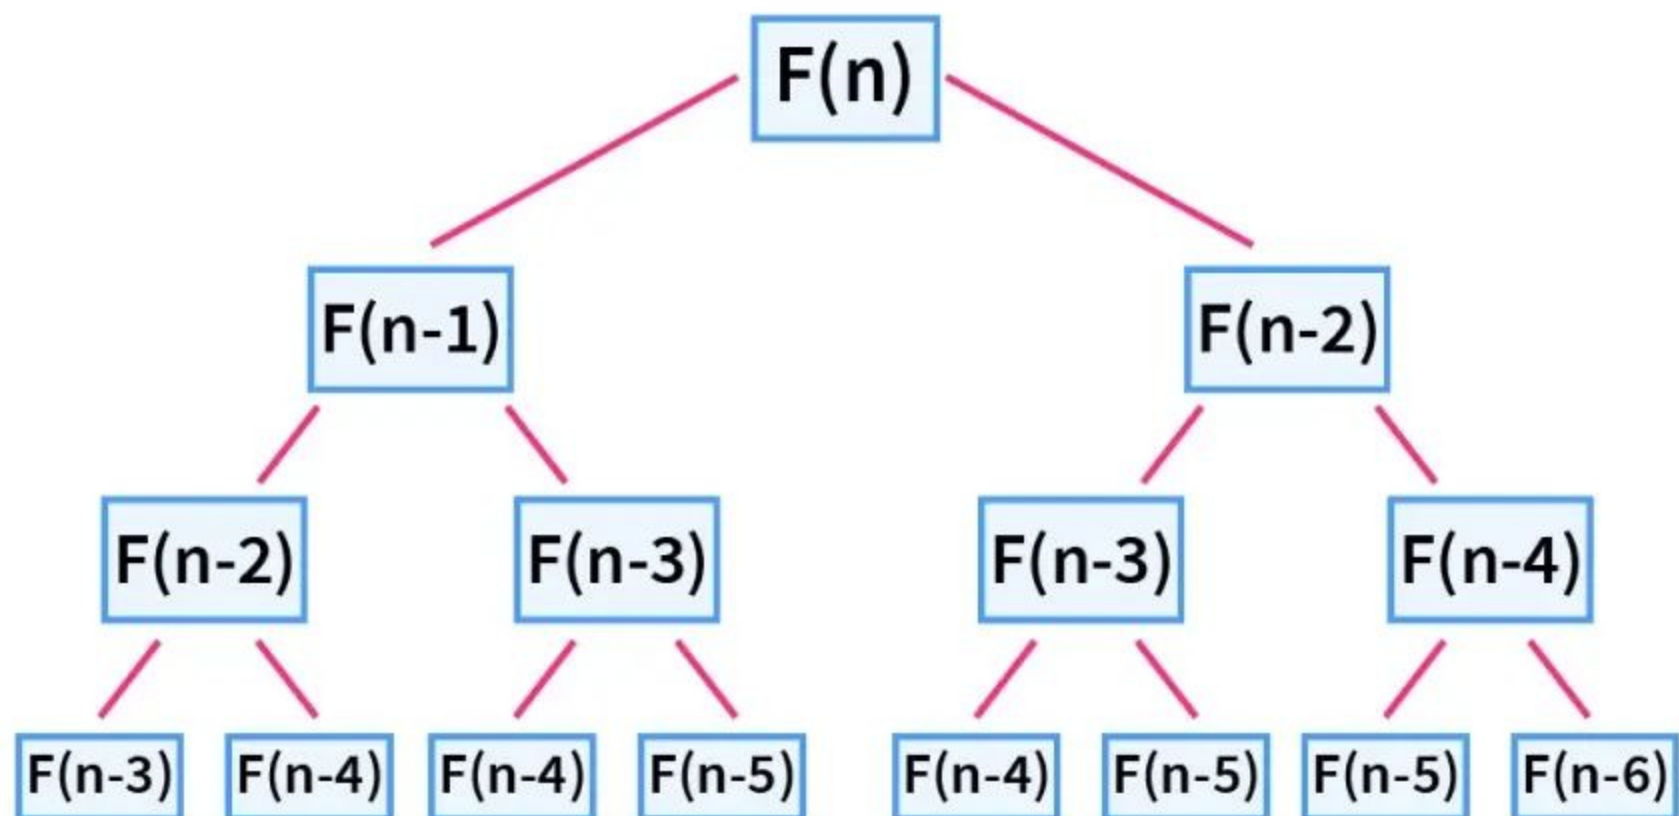 F(n)
F(n-1) F(n-2)
F(n-2) F(n-3) F(n-3) F(n-4)
F(n-3) F(n-4) F(n-4) F(n-5) F(n-4) F(n-5) F(n-5) F(n-6)